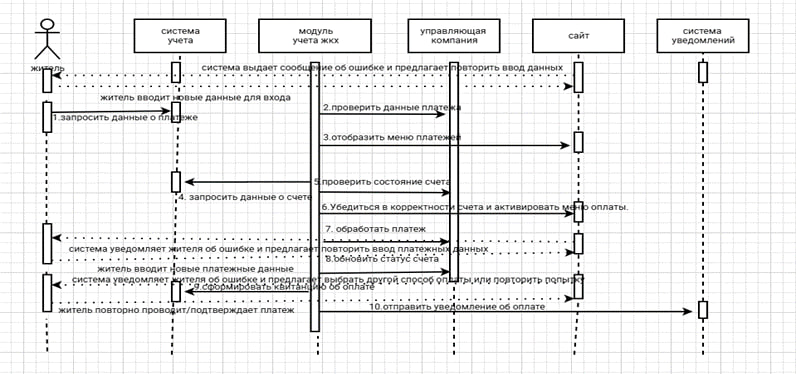 система
учета
модуль
учета жкх
управляющая
компания
сайт
система
уведомлений
житель
система выдает сообщение об ошибке и предлагает повторить ввод данных
житель вводит новые данные для входа
1.запросить данные о платеже
2.проверить данные платежа
3.отобразить меню платежей
5.проверить состояние счета
4. запросить данные о счете
6.Убедиться в корректности счета и активировать меню оплаты.
7. обработать платеж
система уведомляет жителя об ошибке и предлагает повторить ввод платежных данных
8.обновить статус счета
житель вводит новые платежные данные
система уведомляет жителя об ошибке и предлагает выбрать другой способ оплаты,или повторить попытку
9.сформировать квитанцию об оплате
житель повторно проводит/подтверждает платеж
10.отправить уведомление об оплате